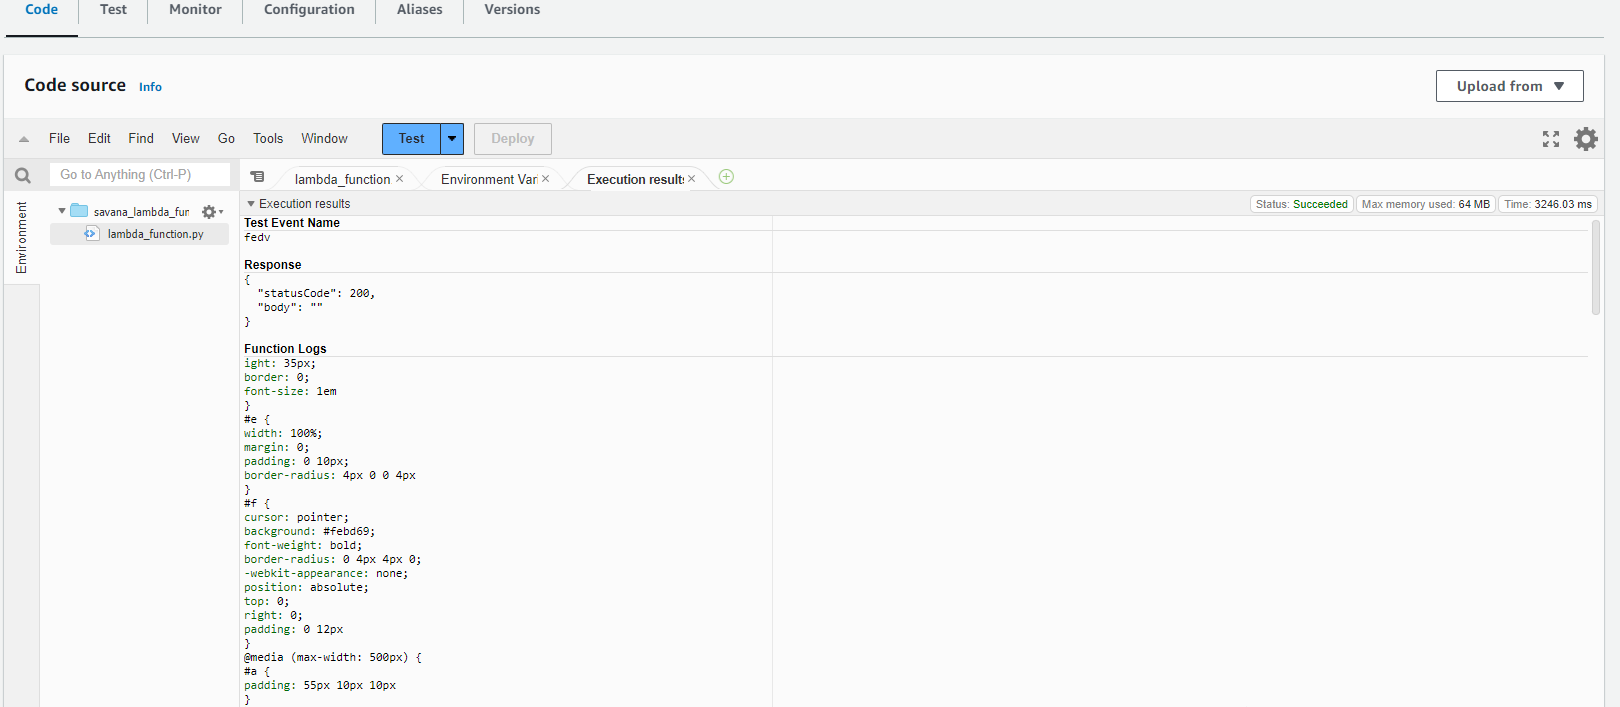 Code Test Monitor Configuration Aliases Versions
Code source Info Upload from
File Edit Find View Go Tools Window Test Deploy
Go to Anything (Ctrl-P) lambda_function Environment Vari Execution results
Environment
savana_lambda_fun
lambda_function.py
Execution results Status: Succeeded Max memory used: 64 MB Time: 3246.03 ms
Test Event Name
fedv
Response
{
"statusCode": 200,
"body": ""
}
Function Logs
ight: 35px;
border: 0;
font-size: 1em
}
#e {
width: 100%;
margin: 0;
padding: 0 10px;
border-radius: 4px 0 0 4px
}
#f {
cursor: pointer;
background: #febd69;
font-weight: bold;
border-radius: 0 4px 4px 0;
-webkit-appearance: none;
position: absolute;
top: 0;
right: 0;
padding: 0 12px
}
@media (max-width: 500px) {
#a {
padding: 55px 10px 10px
}